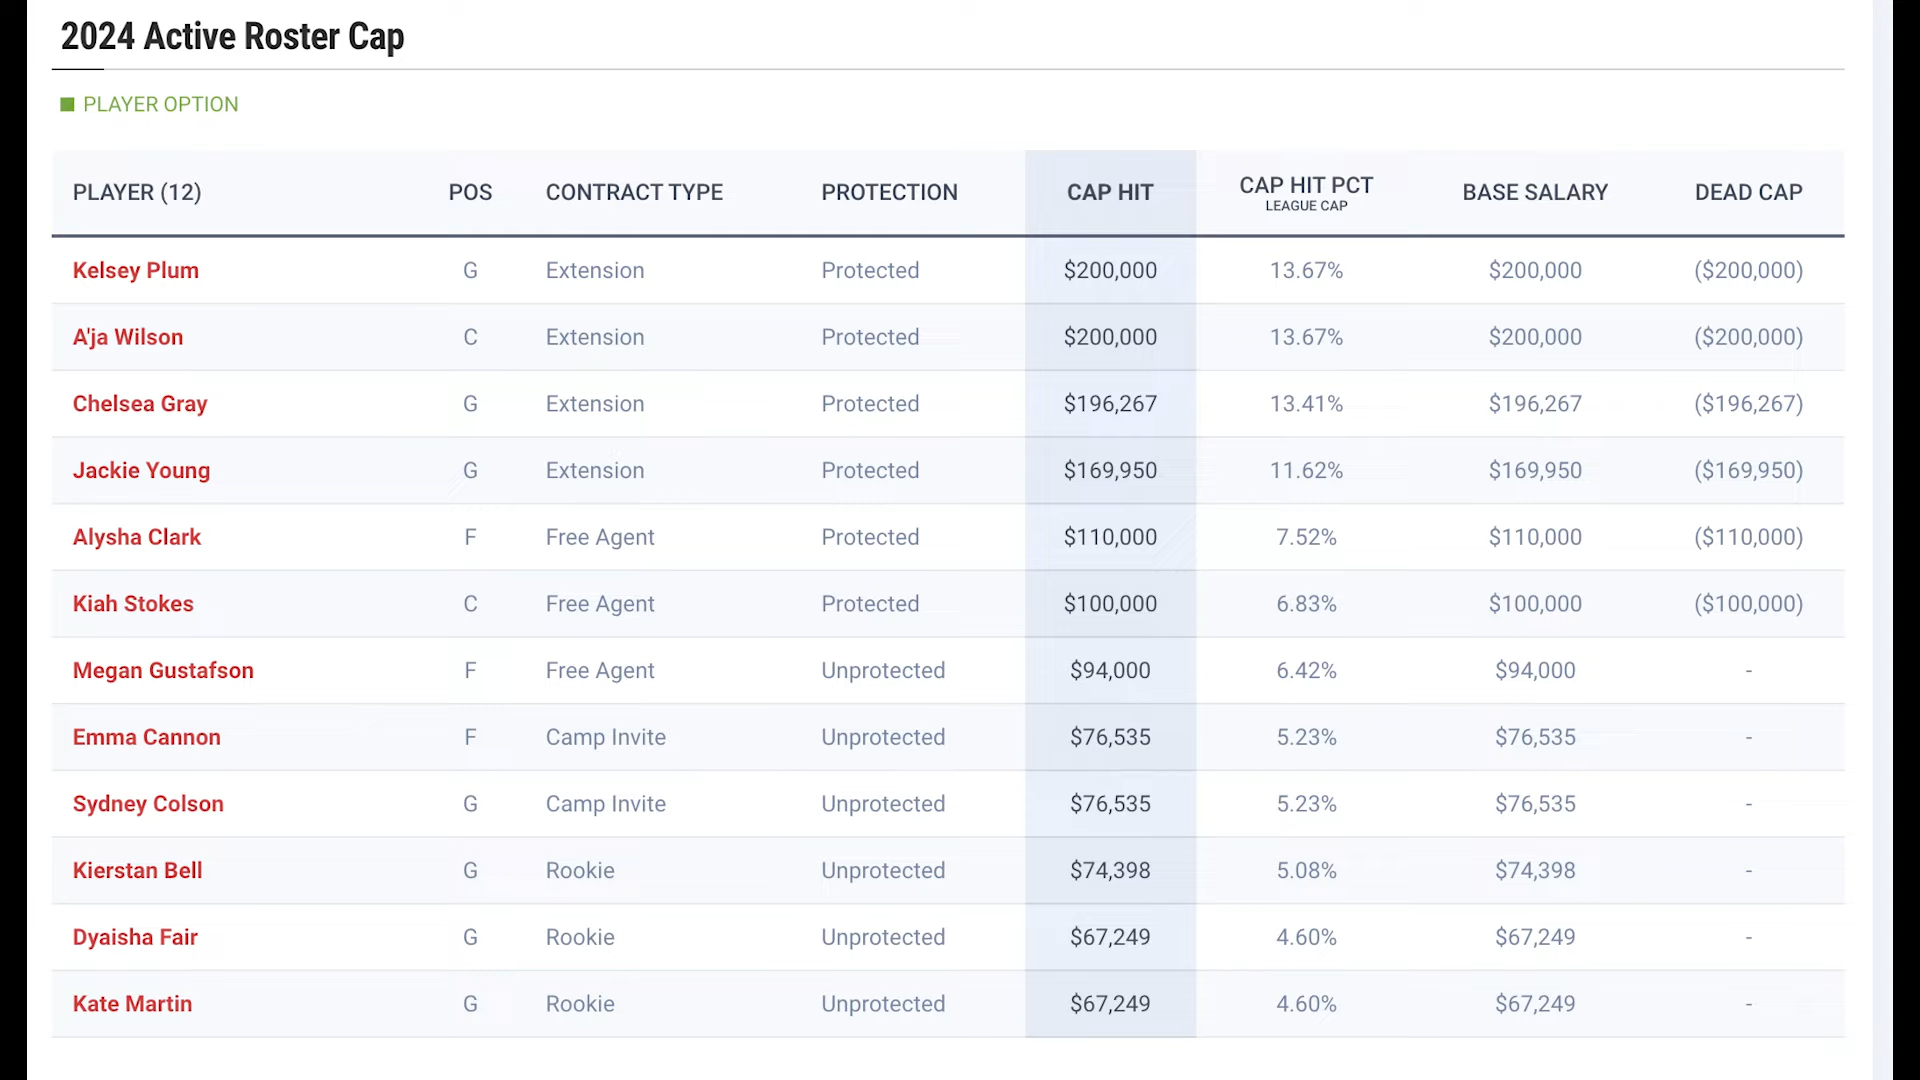 2024 Active Roster Cap
PLAYER OPTION
PLAYER (12) POS CONTRACT TYPE PROTECTION CAP HIT CAP HIT PCT LEAGUE CAP BASE SALARY DEAD CAP
Kelsey Plum G Extension Protected $200,000 13.67% $200,000 ($200,000)
A'ja Wilson C Extension Protected $200,000 13.67% $200,000 ($200,000)
Chelsea Gray G Extension Protected $196,267 13.41% $196,267 ($196,267)
Jackie Young G Extension Protected $169,950 11.62% $169,950 ($169,950)
Alysha Clark F Free Agent Protected $110,000 7.52% $110,000 ($110,000)
Kiah Stokes C Free Agent Protected $100,000 6.83% $100,000 ($100,000)
Megan Gustafson F Free Agent Unprotected $94,000 6.42% $94,000 -
Emma Cannon F Camp Invite Unprotected $76,535 5.23% $76,535 -
Sydney Colson G Camp Invite Unprotected $76,535 5.23% $76,535 -
Kierstan Bell G Rookie Unprotected $74,398 5.08% $74,398 -
Dyaisha Fair G Rookie Unprotected $67,249 4.60% $67,249 -
Kate Martin G Rookie Unprotected $67,249 4.60% $67,249 -